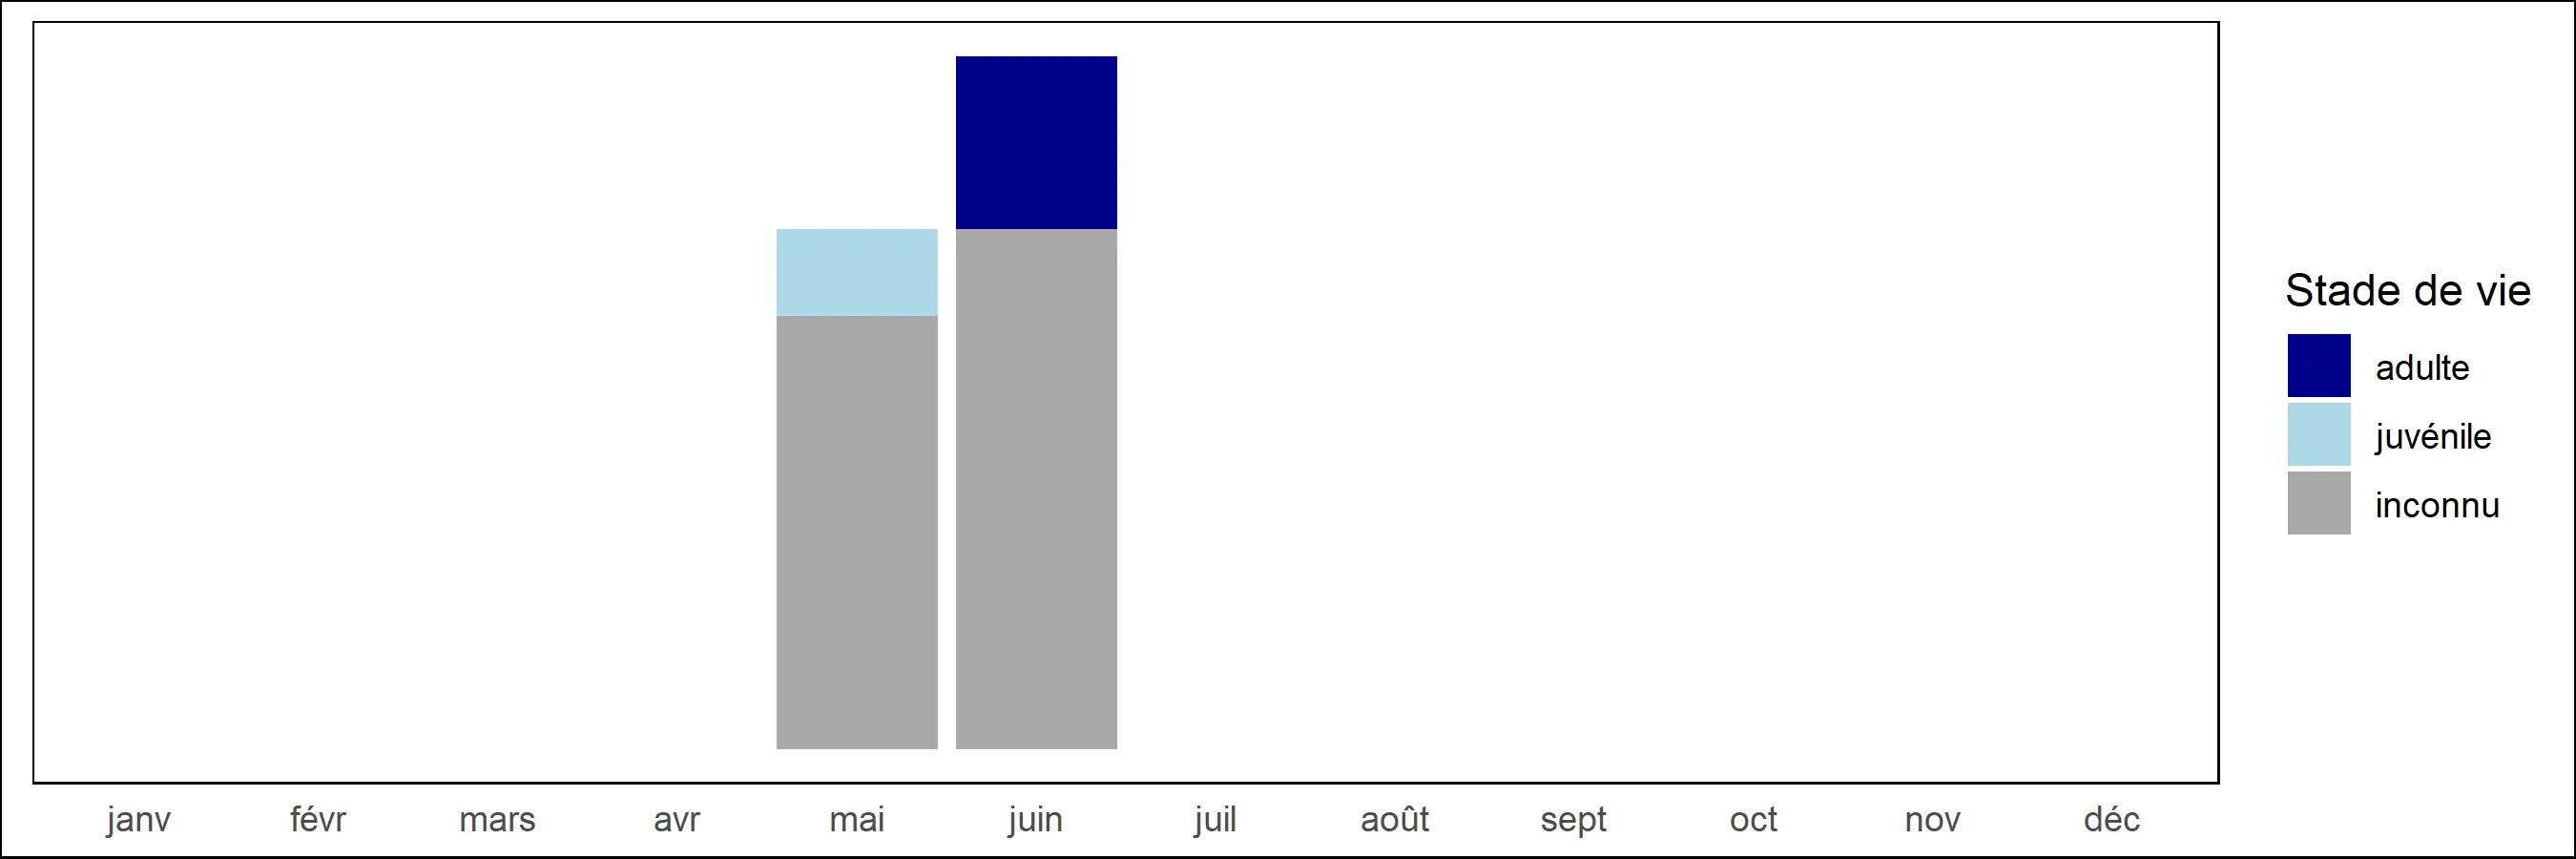 Stade de vie
adulte
juvénile
inconnu
janv févr mars avr mai juin juil août sept oct nov déc